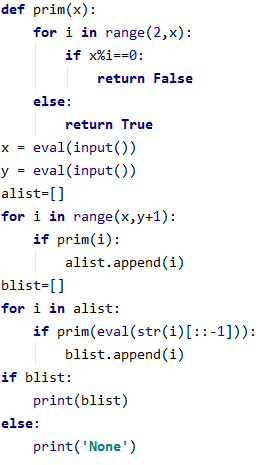 def prim(x):
    for i in range(2,x):
        if x%i==0:
            return False
    else:
        return True
x = eval(input())
y = eval(input())
alist=[]
for i in range(x,y+1):
    if prim(i):
        alist.append(i)
blist=[]
for i in alist:
    if prim(eval(str(i)[::-1])):
        blist.append(i)
if blist:
    print(blist)
else:
    print('None')